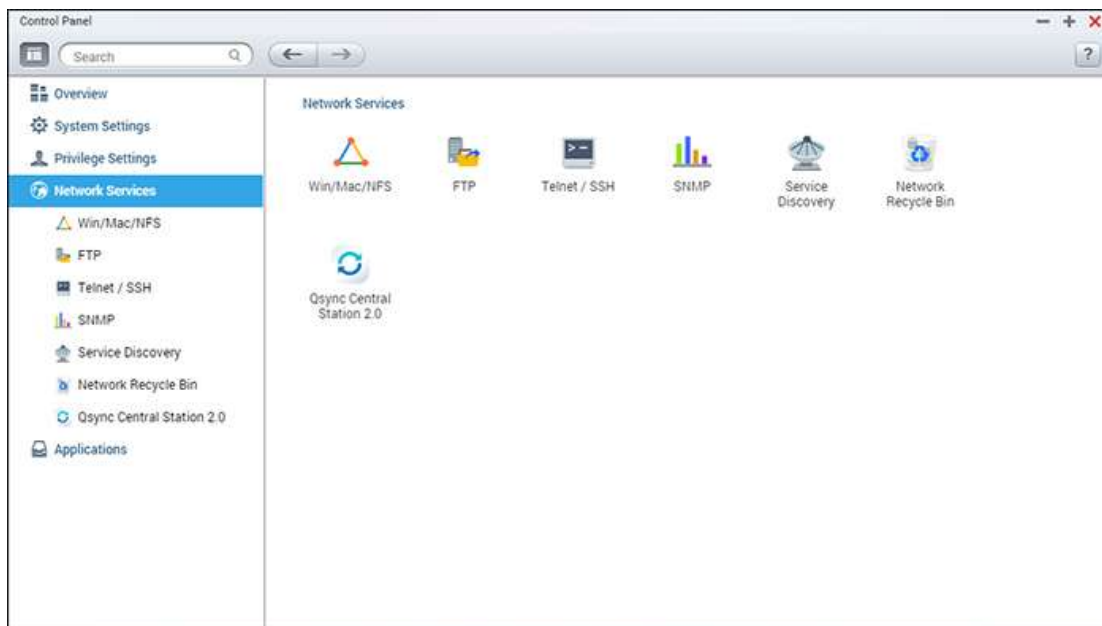 Control Panel
Search
?
Overview
System Settings
Privilege Settings
Network Services
Win/Mac/NFS
FTP
Telnet / SSH
SNMP
Service Discovery
Network Recycle Bin
Qsync Central Station 2.0
Applications
Network Services
Win/Mac/NFS
FTP
Telnet / SSH
SNMP
Service
Discovery
Network
Recycle Bin
Qsync Central
Station 2.0